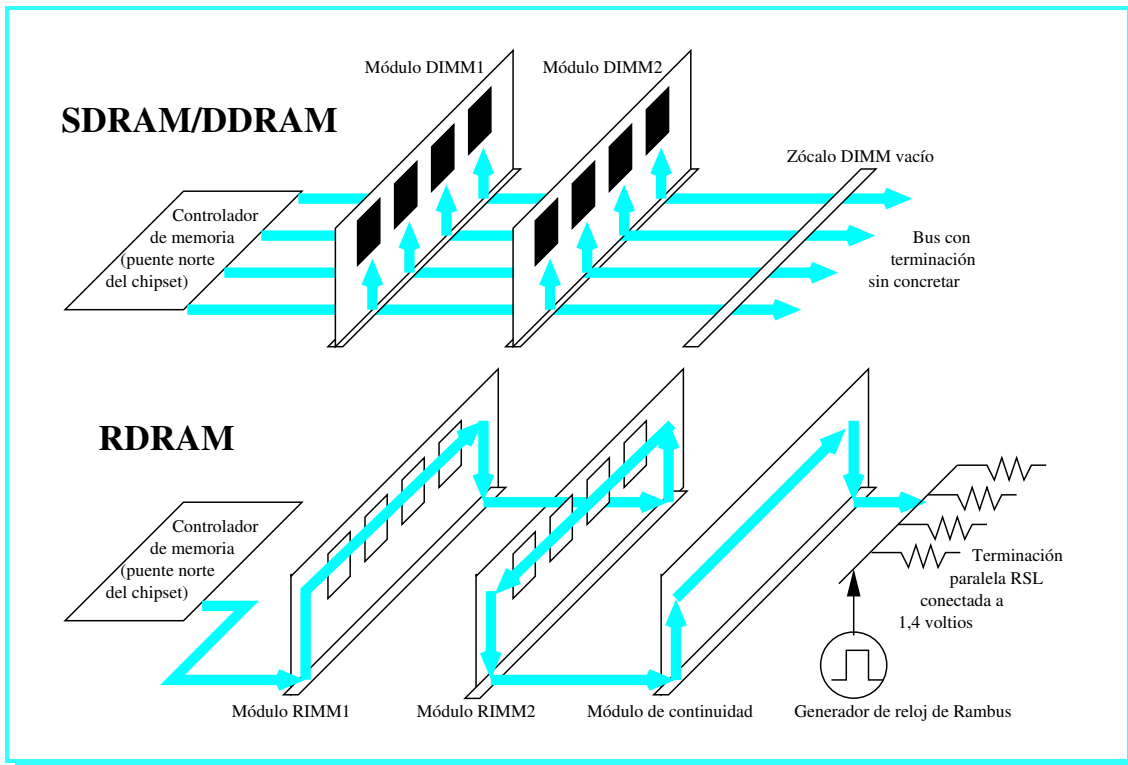 Módulo DIMM1
Módulo DIMM2
SDRAM/DDRAM
Zócalo DIMM vacío
Controlador
de memoria
(puente norte
del chipset)
Bus con
terminación
sin concretar
RDRAM
Controlador
de memoria
(puente norte
del chipset)
Terminación
paralela RSL
conectada a
1,4 voltios
Módulo RIMM1
Módulo RIMM2
Módulo de continuidad
Generador de reloj de Rambus